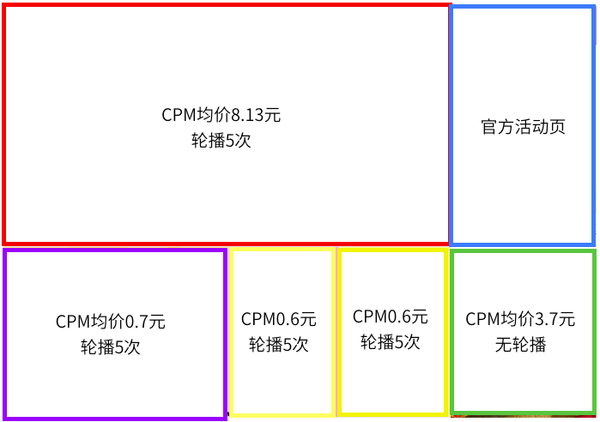 CPM均价8.13元
轮播5次
官方活动页
CPM均价0.7元
轮播5次
CPM0.6元
轮播5次
CPM0.6元
轮播5次
CPM均价3.7元
无轮播